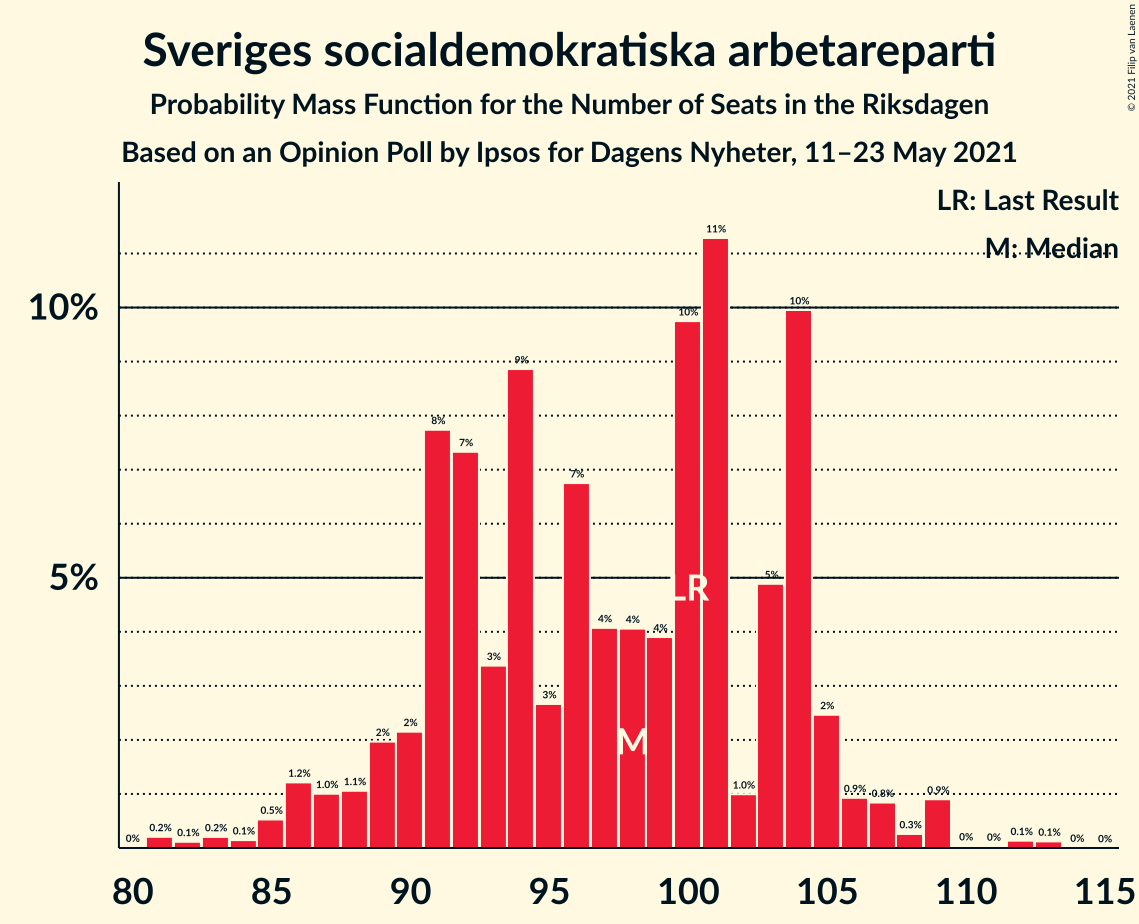 Sveriges socialdemokratiska arbetareparti
Probability Mass Function for the Number of Seats in the Riksdagen
Based on an Opinion Poll by Ipsos for Dagens Nyheter, 11–23 May 2021
© 2021 Filip van Laenen
LR: Last Result
M: Median
10%
5%
0% 0.2% 0.1% 0.2% 0.1% 0.5% 1.2% 1.0% 1.1% 2% 2% 8% 7% 3% 9% 3% 7% 4% 4% 4% 10% 11% 1.0% 5% 10% 2% 0.9% 0.8% 0.3% 0.9% 0% 0% 0.1% 0.1% 0% 0%
LR
M
80 85 90 95 100 105 110 115